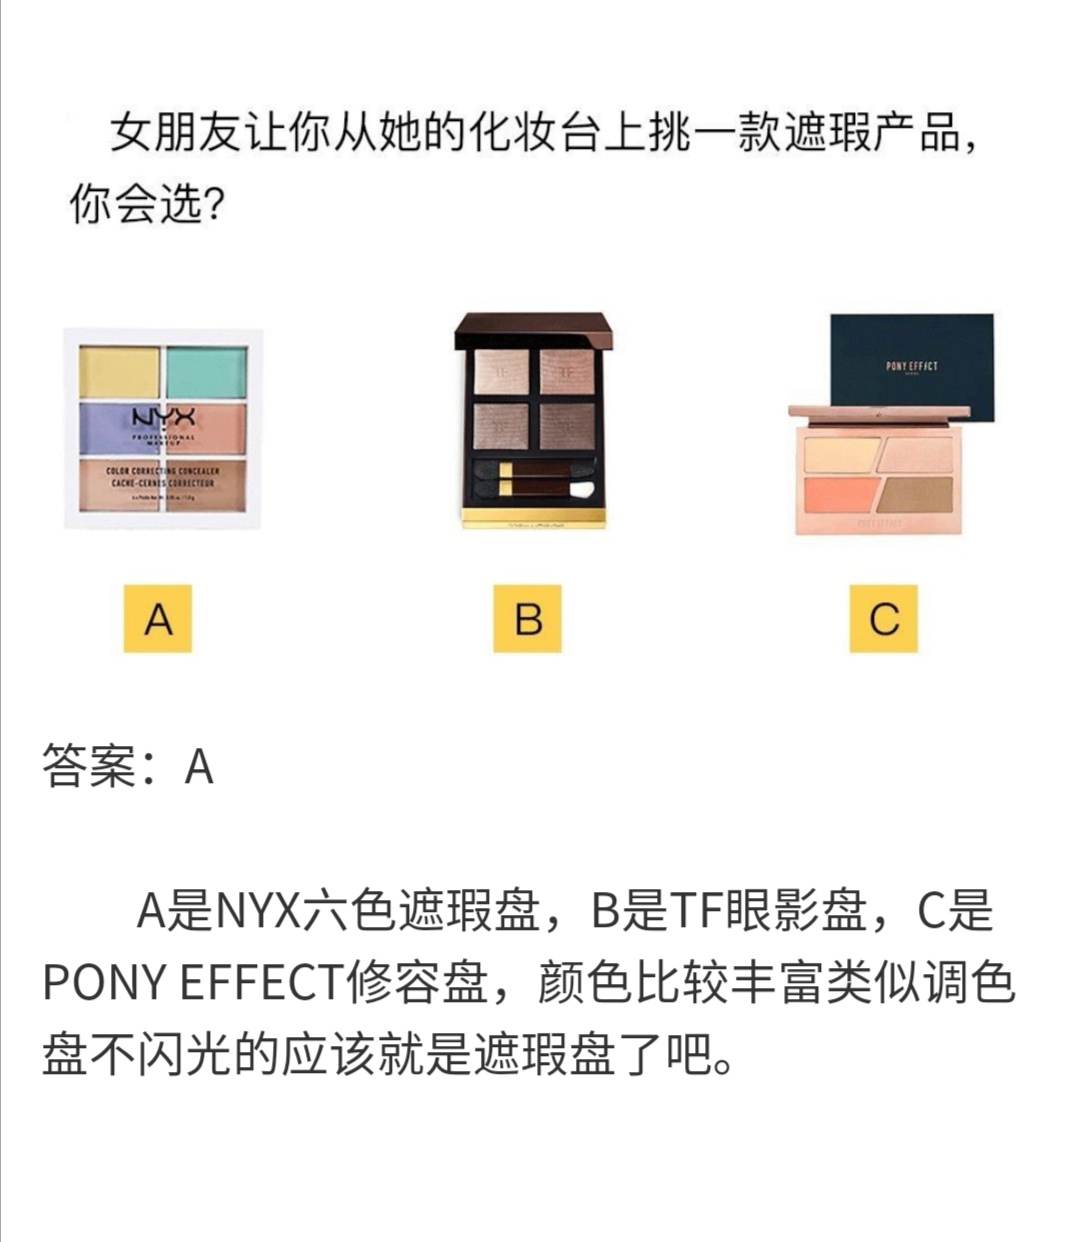 女朋友让你从她的化妆台上挑一款遮瑕产品，
你会选？
NYX
PROFESSIONAL
MAKEUP
COLOR CORRECTING CONCEALER
CACHE-CERNES CORRECTEUR
PONY EFFECT
A
B
C
答案：A
A是NYX六色遮瑕盘，B是TF眼影盘，C是
PONY EFFECT修容盘，颜色比较丰富类似调色
盘不闪光的应该就是遮瑕盘了吧。